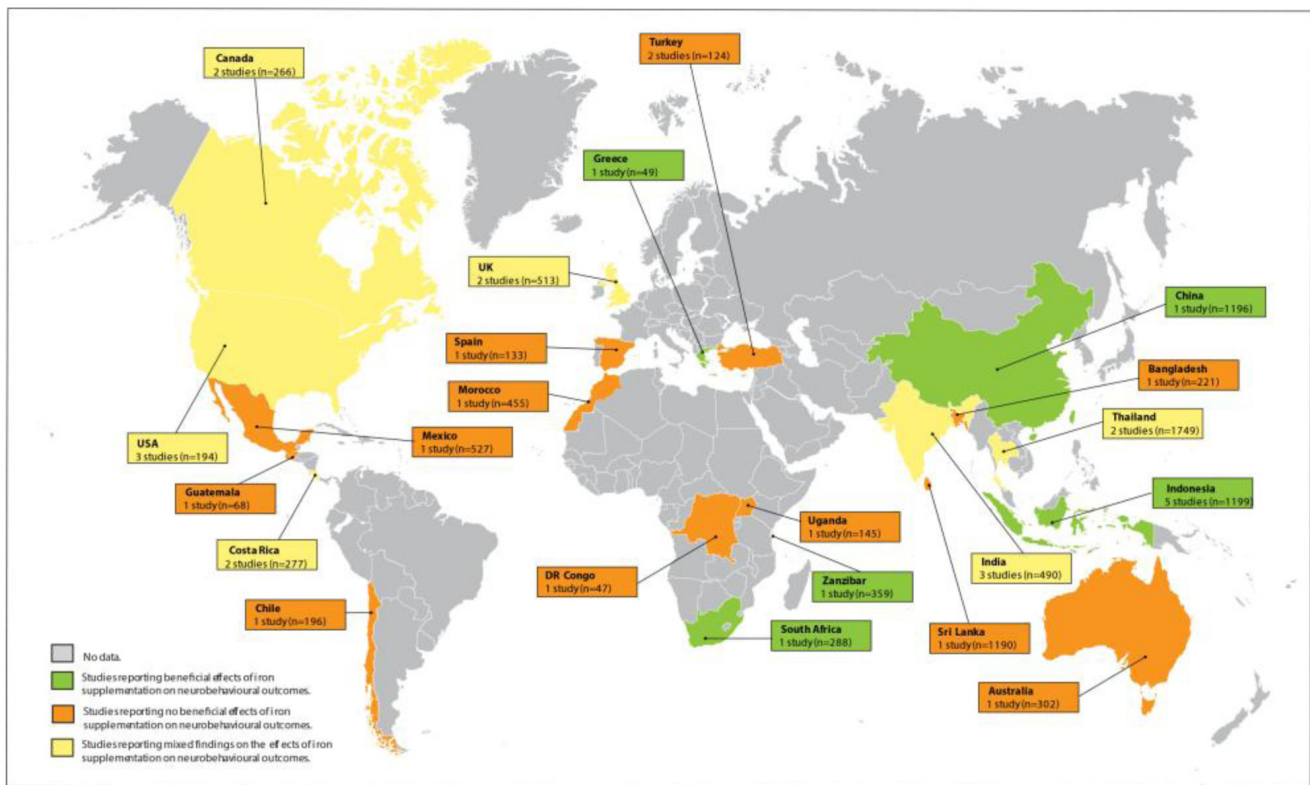 Canada
2 studies (n=266)
Turkey
2 studies (n=124)
Greece
1 study (n=49)
UK
2 studies (n=513)
China
1 study (n=1196)
Spain
1 study (n=133)
Bangladesh
1 study (n=221)
Morocco
1 study (n=455)
Thailand
2 studies (n=1749)
USA
3 studies (n=194)
Mexico
1 study (n=527)
Guatemala
1 study (n=68)
Indonesia
5 studies (n=1199)
Uganda
1 study (n=145)
Costa Rica
2 studies (n=277)
India
3 studies (n=490)
DR Congo
1 study (n=47)
Zanzibar
1 study (n=359)
Chile
1 study (n=196)
South Africa
1 study (n=288)
Sri Lanka
1 study (n=1190)
Australia
1 study (n=302)
No data.
Studies reporting beneficial effects of iron
supplementation on neurobehavioural outcomes.
Studies reporting no beneficial effects of iron
supplementation on neurobehavioural outcomes.
Studies reporting mixed findings on the effects of iron
supplementation on neurobehavioural outcomes.